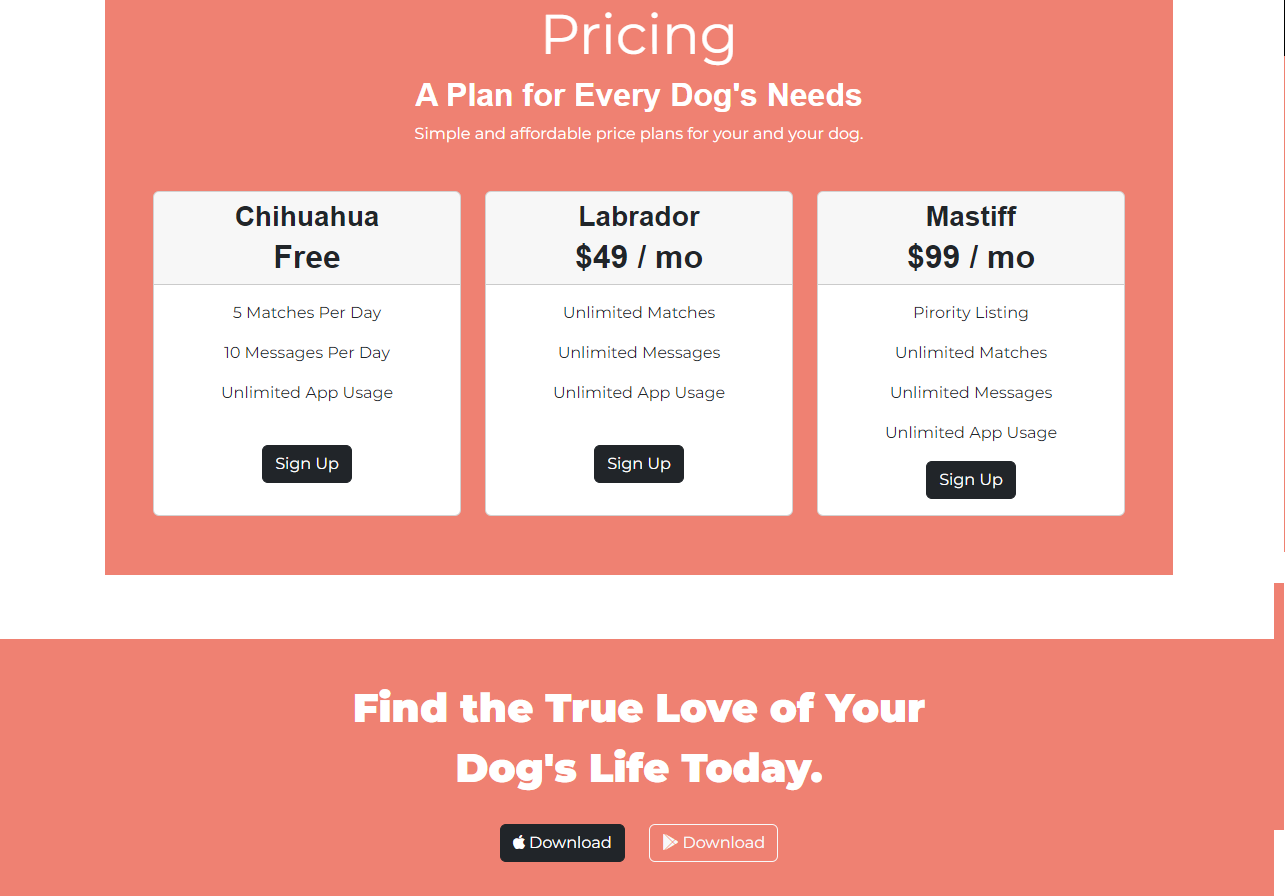 Pricing
A Plan for Every Dog's Needs
Simple and affordable price plans for your and your dog.
Chihuahua
Free
5 Matches Per Day
10 Messages Per Day
Unlimited App Usage
Sign Up
Labrador
$49 / mo
Unlimited Matches
Unlimited Messages
Unlimited App Usage
Sign Up
Mastiff
$99 / mo
Pirority Listing
Unlimited Matches
Unlimited Messages
Unlimited App Usage
Sign Up
Find the True Love of Your
Dog's Life Today.
Download
Download